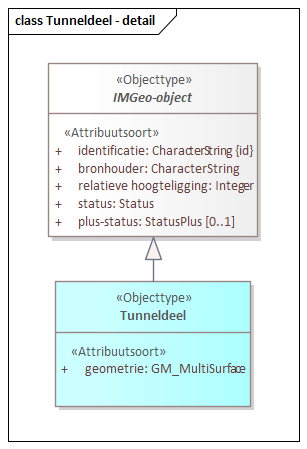 class Tunneldeel - detail
«Objecttype»
IMGeo-object
«Attribuutsoort»
+ identificatie: CharacterString {id}
+ bronhouder: CharacterString
+ relatieve hoogteligging: Integer
+ status: Status
+ plus-status: StatusPlus [0..1]
«Objecttype»
Tunneldeel
«Attribuutsoort»
+ geometrie: GM_MultiSurface